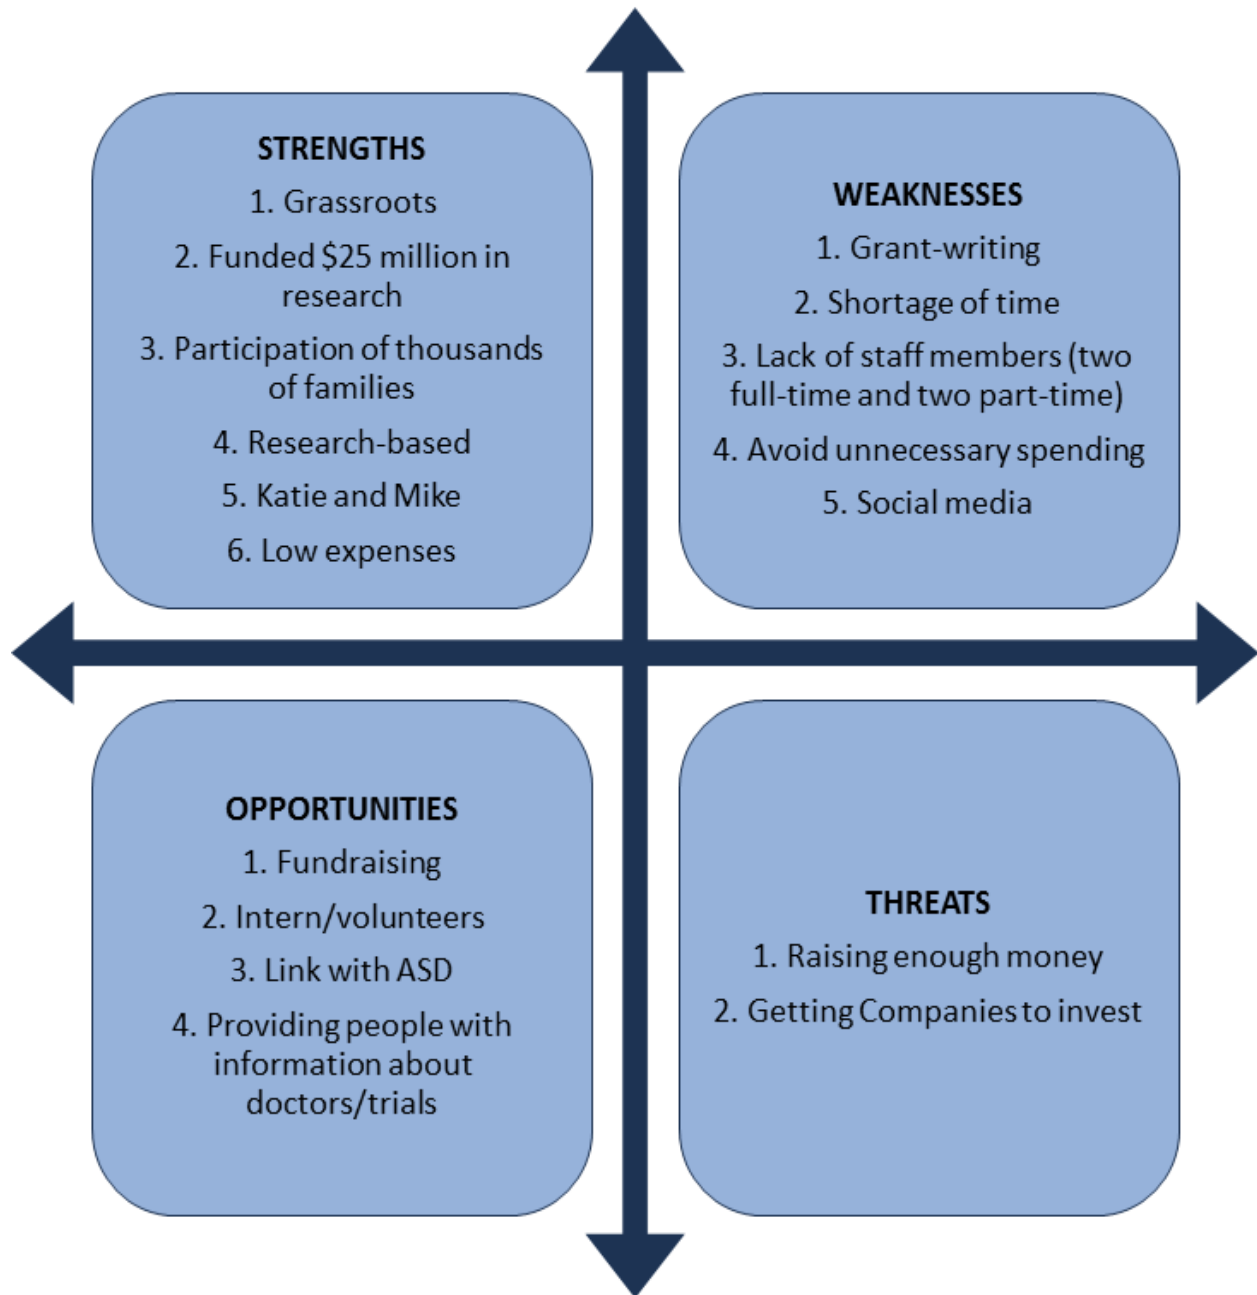 STRENGTHS
1. Grassroots
2. Funded $25 million in
research
3. Participation of thousands
of families
4. Research-based
5. Katie and Mike
6. Low expenses
WEAKNESSES
1. Grant-writing
2. Shortage of time
3. Lack of staff members (two
full-time and two part-time)
4. Avoid unnecessary spending
5. Social media
OPPORTUNITIES
1. Fundraising
2. Intern/volunteers
3. Link with ASD
4. Providing people with
information about
doctors/trials
THREATS
1. Raising enough money
2. Getting Companies to invest